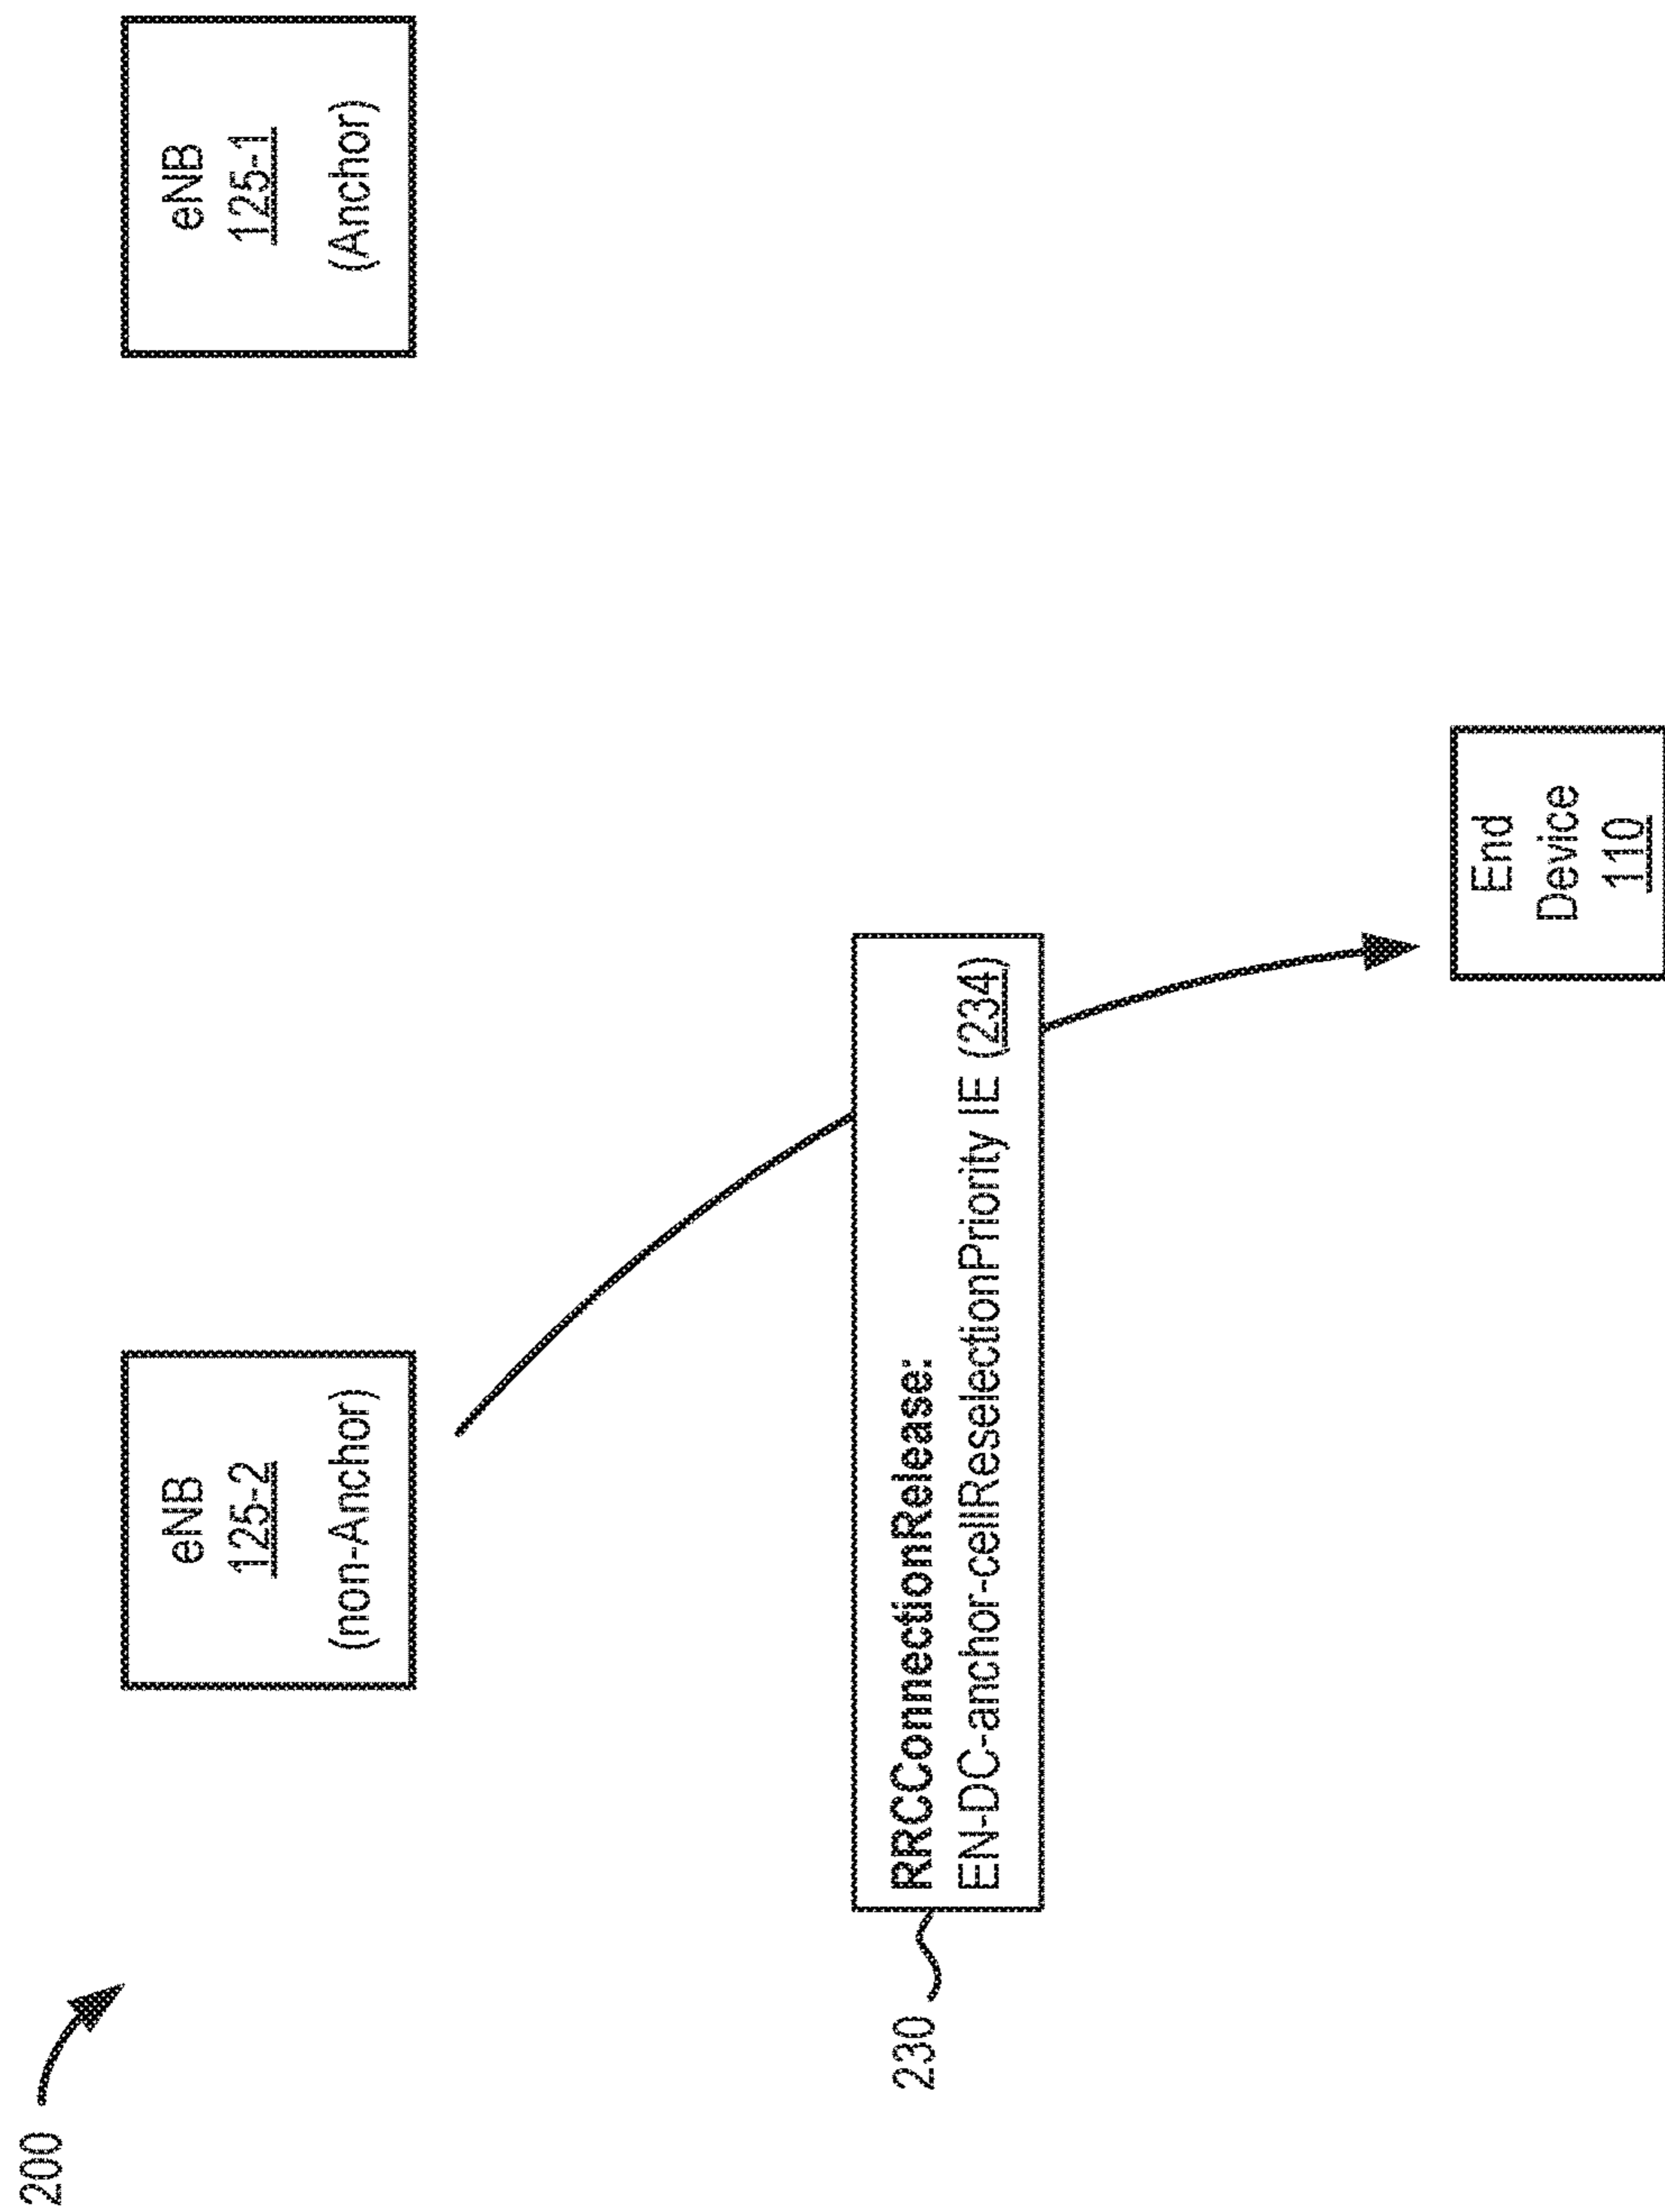 200
eNB
125-2
(non-Anchor)
eNB
125-1
(Anchor)
230
RRCConnectionRelease:
EN-DC-anchor-cellReselectionPriority IE (234)
End
Device
110